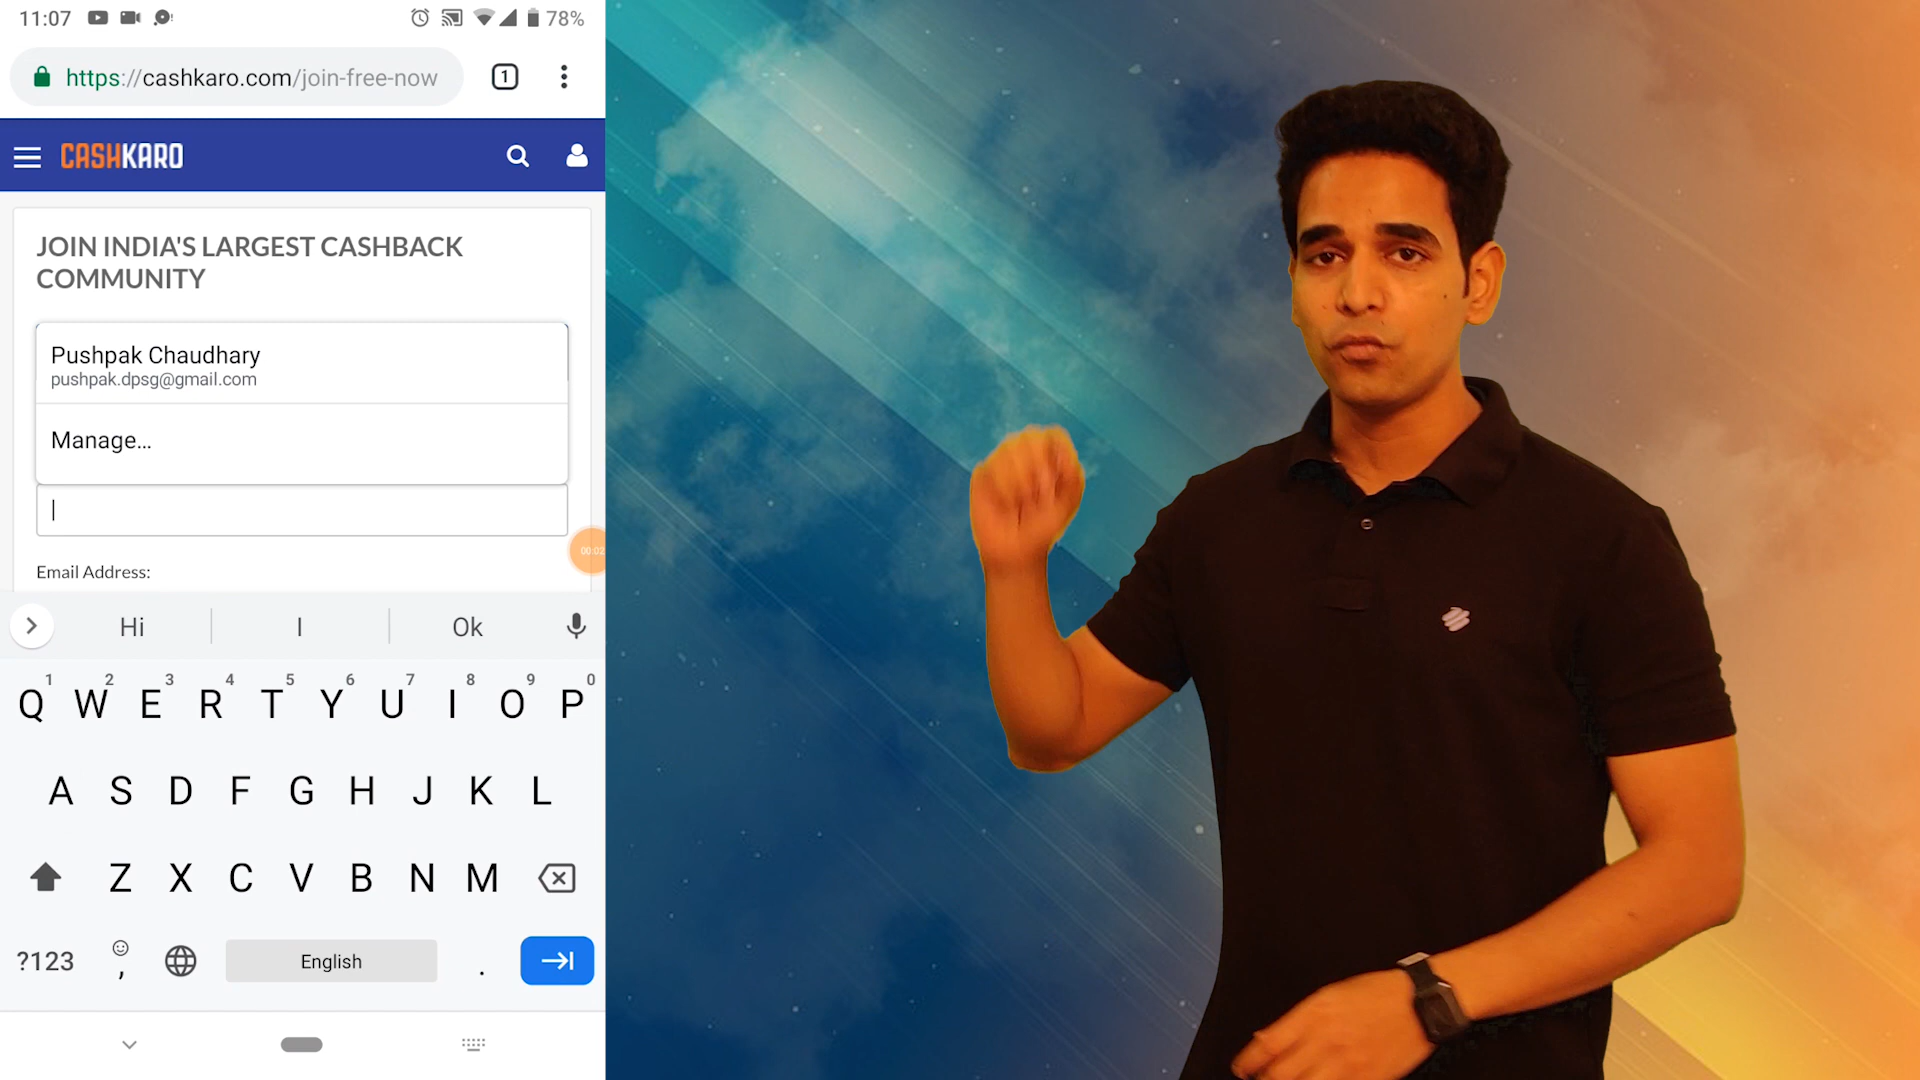 11:07
78%
https://cashkaro.com/join-free-now
1
CASHKARO
JOIN INDIA'S LARGEST CASHBACK
COMMUNITY
Pushpak Chaudhary
pushpak.dpsg@gmail.com
Manage...
00:02
Email Address:
Hi I Ok
1 2 3 4 5 6 7 8 9 0
Q W E R T Y U I O P
A S D F G H J K L
Z X C V B N M
?123 , English .